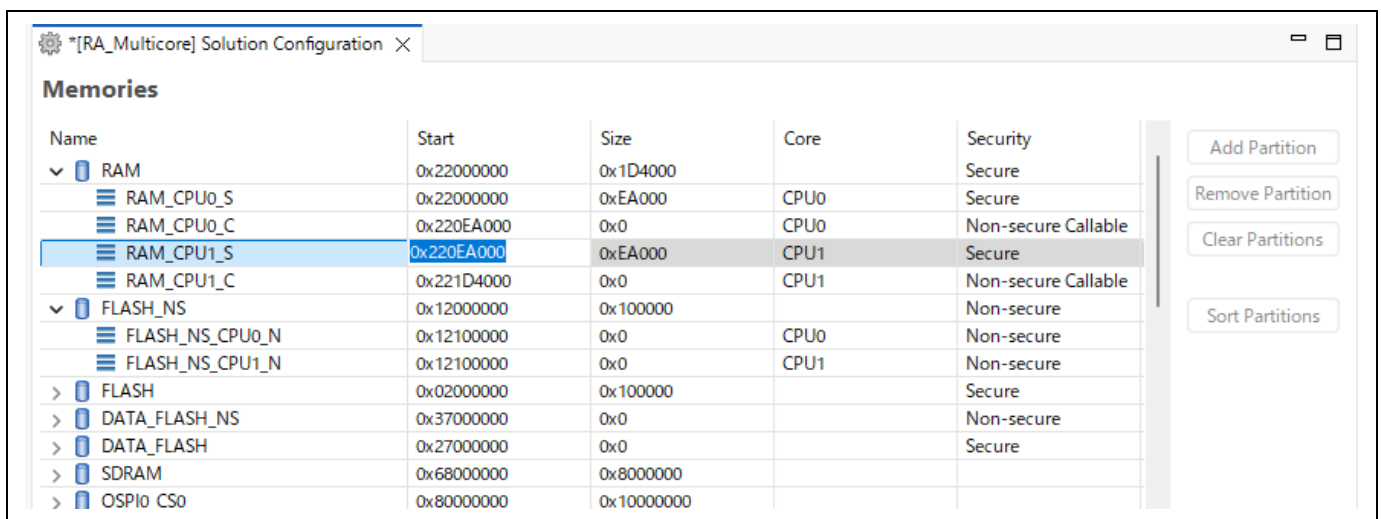 *[RA_Multicore] Solution Configuration
Memories
Name Start Size Core Security
RAM 0x22000000 0x1D4000 Secure
RAM_CPU0_S 0x22000000 0xEA000 CPU0 Secure
RAM_CPU0_C 0x220EA000 0x0 CPU0 Non-secure Callable
RAM_CPU1_S 0x220EA000 0xEA000 CPU1 Secure
RAM_CPU1_C 0x221D4000 0x0 CPU1 Non-secure Callable
FLASH_NS 0x12000000 0x100000 Non-secure
FLASH_NS_CPU0_N 0x12100000 0x0 CPU0 Non-secure
FLASH_NS_CPU1_N 0x12100000 0x0 CPU1 Non-secure
FLASH 0x02000000 0x100000 Secure
DATA_FLASH_NS 0x37000000 0x0 Non-secure
DATA_FLASH 0x27000000 0x0 Secure
SDRAM 0x68000000 0x8000000
OSPI0_CS0 0x80000000 0x10000000
Add Partition
Remove Partition
Clear Partitions
Sort Partitions